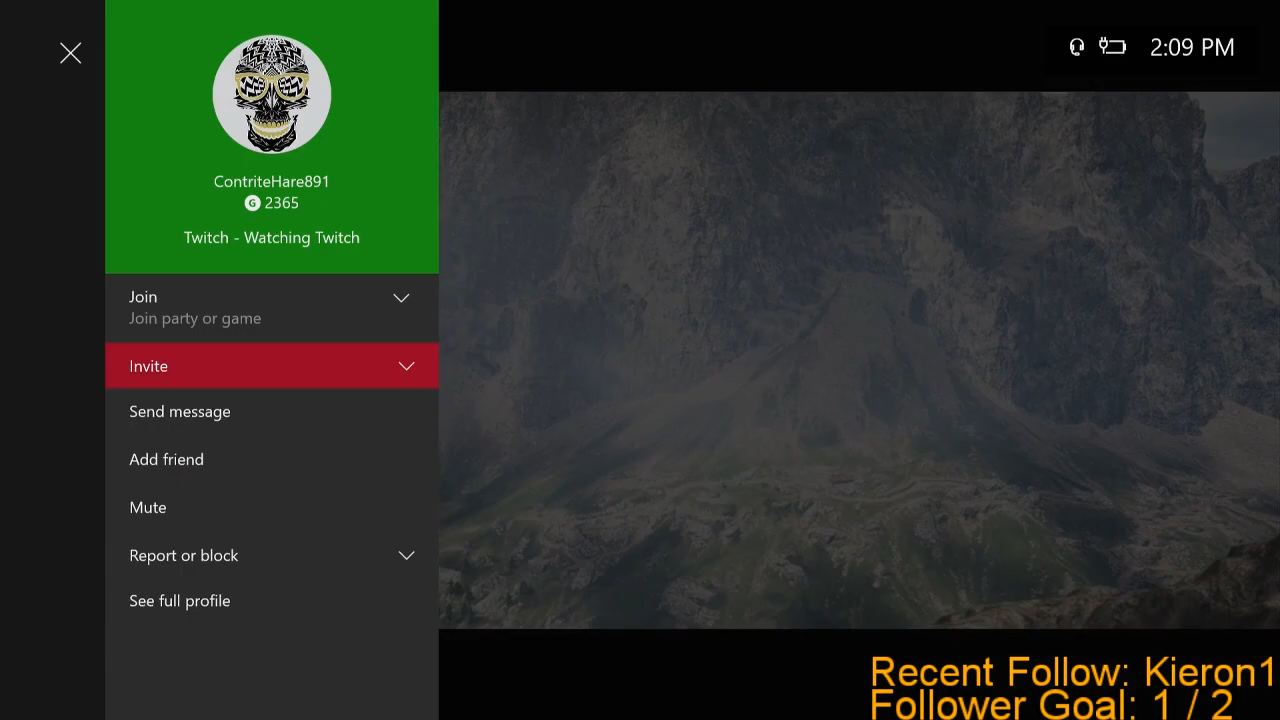 2:09 PM
ContriteHare891
G 2365
Twitch - Watching Twitch
Join
Join party or game
Invite
Send message
Add friend
Mute
Report or block
See full profile
Recent Follow: Kieron1
Follower Goal: 1 / 2